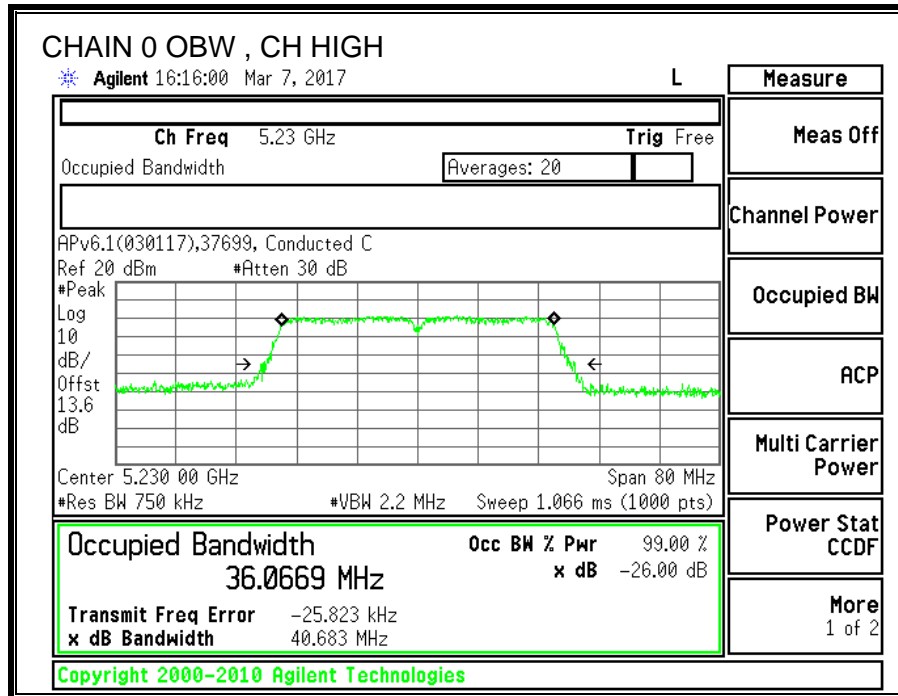 CHAIN 0 OBW , CH HIGH
Agilent 16:16:00 Mar 7, 2017 L
Measure
Ch Freq 5.23 GHz Trig Free
Occupied Bandwidth Averages: 20
Meas Off
Channel Power
APv6.1(030117),37699, Conducted C
Ref 20 dBm #Atten 30 dB
#Peak
Log
10
dB/
Offst
13.6
dB
Occupied BW
ACP
Multi Carrier
Power
Center 5.230 00 GHz Span 80 MHz
#Res BW 750 kHz #VBW 2.2 MHz Sweep 1.066 ms (1000 pts)
Occupied Bandwidth Occ BW % Pwr 99.00 %
36.0669 MHz x dB -26.00 dB
Transmit Freq Error -25.823 kHz
x dB Bandwidth 40.683 MHz
Power Stat
CCDF
More
1 of 2
Copyright 2000-2010 Agilent Technologies